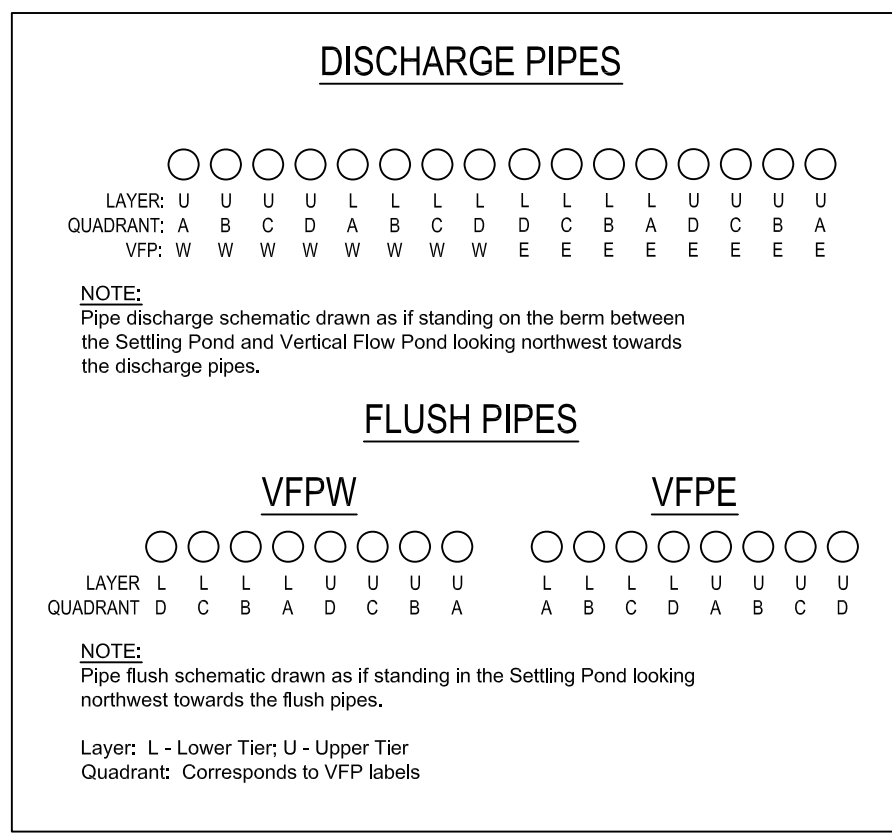 DISCHARGE PIPES
LAYER: U U U U L L L L L L L L U U U U
QUADRANT: A B C D A B C D D C B A D C B A
VFP: W W W W W W W W E E E E E E E E
NOTE:
Pipe discharge schematic drawn as if standing on the berm between
the Settling Pond and Vertical Flow Pond looking northwest towards
the discharge pipes.
FLUSH PIPES
VFPW VFPE
LAYER L L L L U U U U L L L L U U U U
QUADRANT D C B A D C B A A B C D A B C D
NOTE:
Pipe flush schematic drawn as if standing in the Settling Pond looking
northwest towards the flush pipes.
Layer: L - Lower Tier; U - Upper Tier
Quadrant: Corresponds to VFP labels